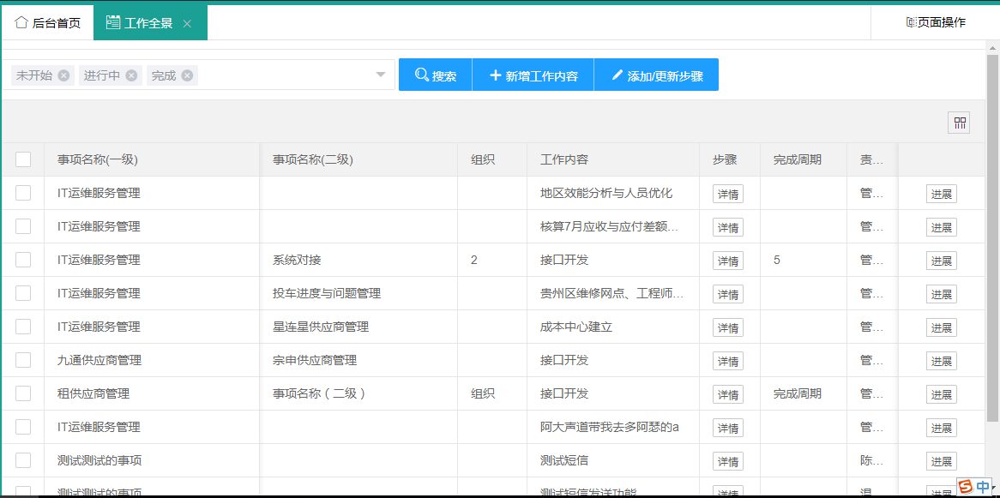 后台首页 工作全景 页面操作
未开始 进行中 完成 搜索 新增工作内容 添加/更新步骤
事项名称(一级) 事项名称(二级) 组织 工作内容 步骤 完成周期 责...
IT运维服务管理 地区效能分析与人员优化 详情 管... 进展
IT运维服务管理 核算7月应收与应付差额... 详情 管... 进展
IT运维服务管理 系统对接 2 接口开发 详情 5 管... 进展
IT运维服务管理 投车进度与问题管理 贵州区维修网点、工程师... 详情 管... 进展
IT运维服务管理 星连星供应商管理 成本中心建立 详情 管... 进展
九通供应商管理 宗申供应商管理 接口开发 详情 管... 进展
租供应商管理 事项名称（二级） 组织 接口开发 详情 完成周期 管... 进展
IT运维服务管理 阿大声道带我去多阿瑟的a 详情 管... 进展
测试测试的事项 测试短信 详情 陈... 进展
测试测试的事项 测试短信发送功能 详情 温... 进展
中